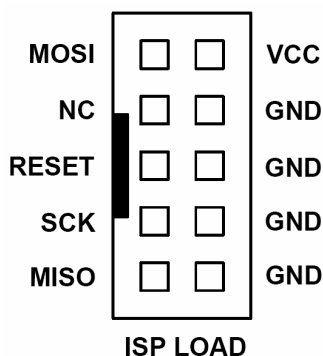 MOSI VCC
NC GND
RESET GND
SCK GND
MISO GND
ISP LOAD